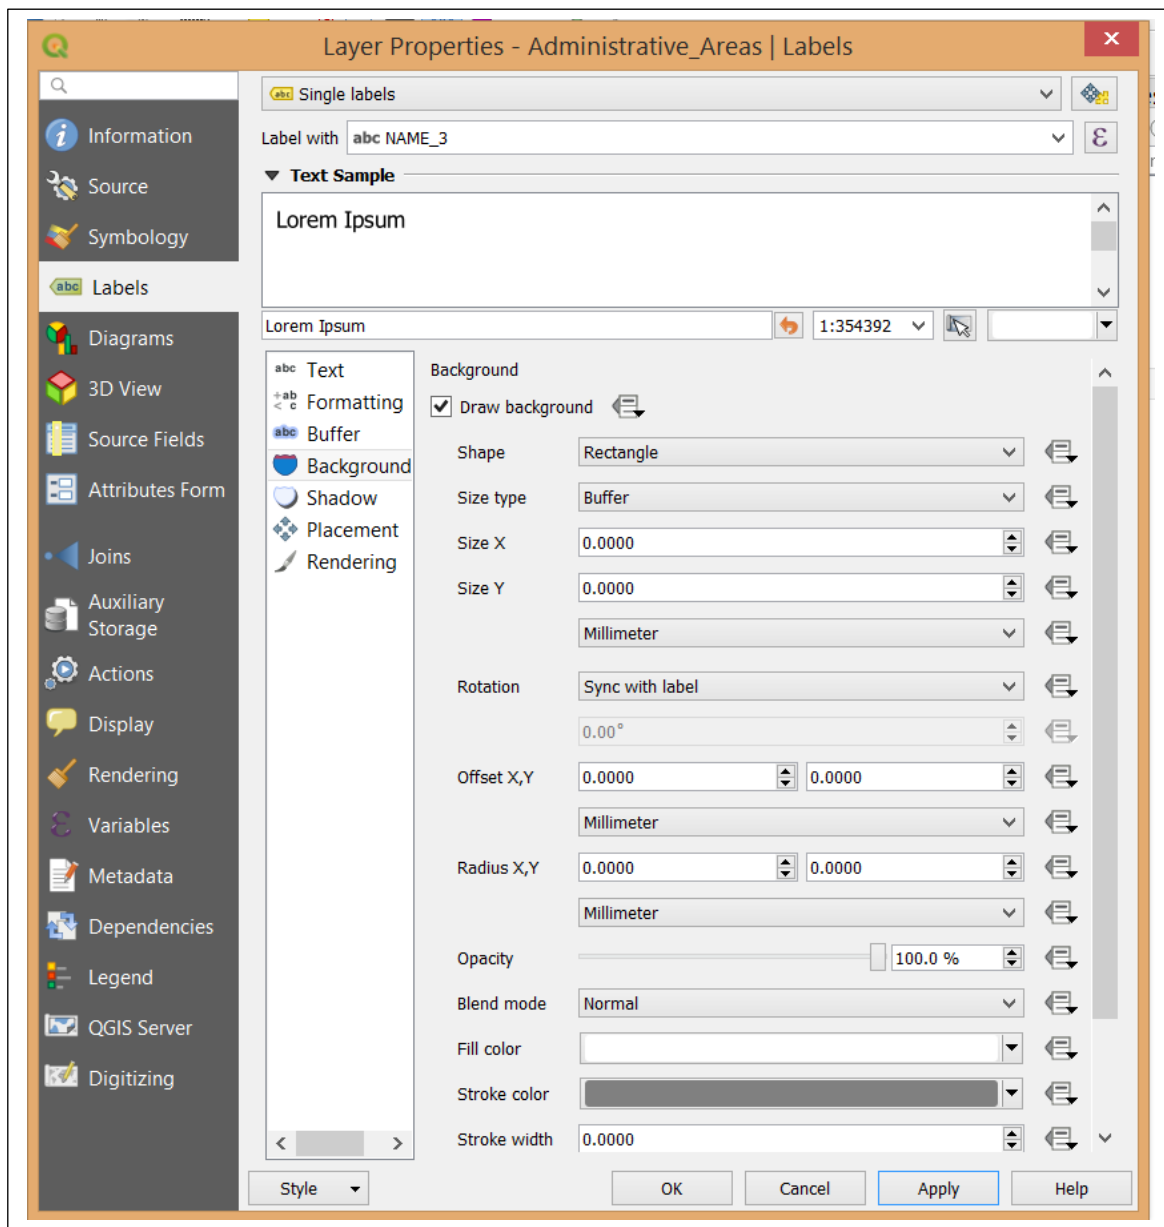 Layer Properties - Administrative_Areas | Labels
Information
Source
Symbology
abc Labels
Diagrams
3D View
Source Fields
Attributes Form
Joins
Auxiliary
Storage
Actions
Display
Rendering
Variables
Metadata
Dependencies
Legend
QGIS Server
Digitizing
abc Single labels
Label with abc NAME_3 ε
Text Sample
Lorem Ipsum
Lorem Ipsum 1:354392
abc Text
+ab
< c Formatting
abc Buffer
Background
Shadow
Placement
Rendering
Background
Draw background
Shape Rectangle
Size type Buffer
Size X 0.0000
Size Y 0.0000
Millimeter
Rotation Sync with label
0.00°
Offset X,Y 0.0000 0.0000
Millimeter
Radius X,Y 0.0000 0.0000
Millimeter
Opacity 100.0 %
Blend mode Normal
Fill color
Stroke color
Stroke width 0.0000
Style OK Cancel Apply Help